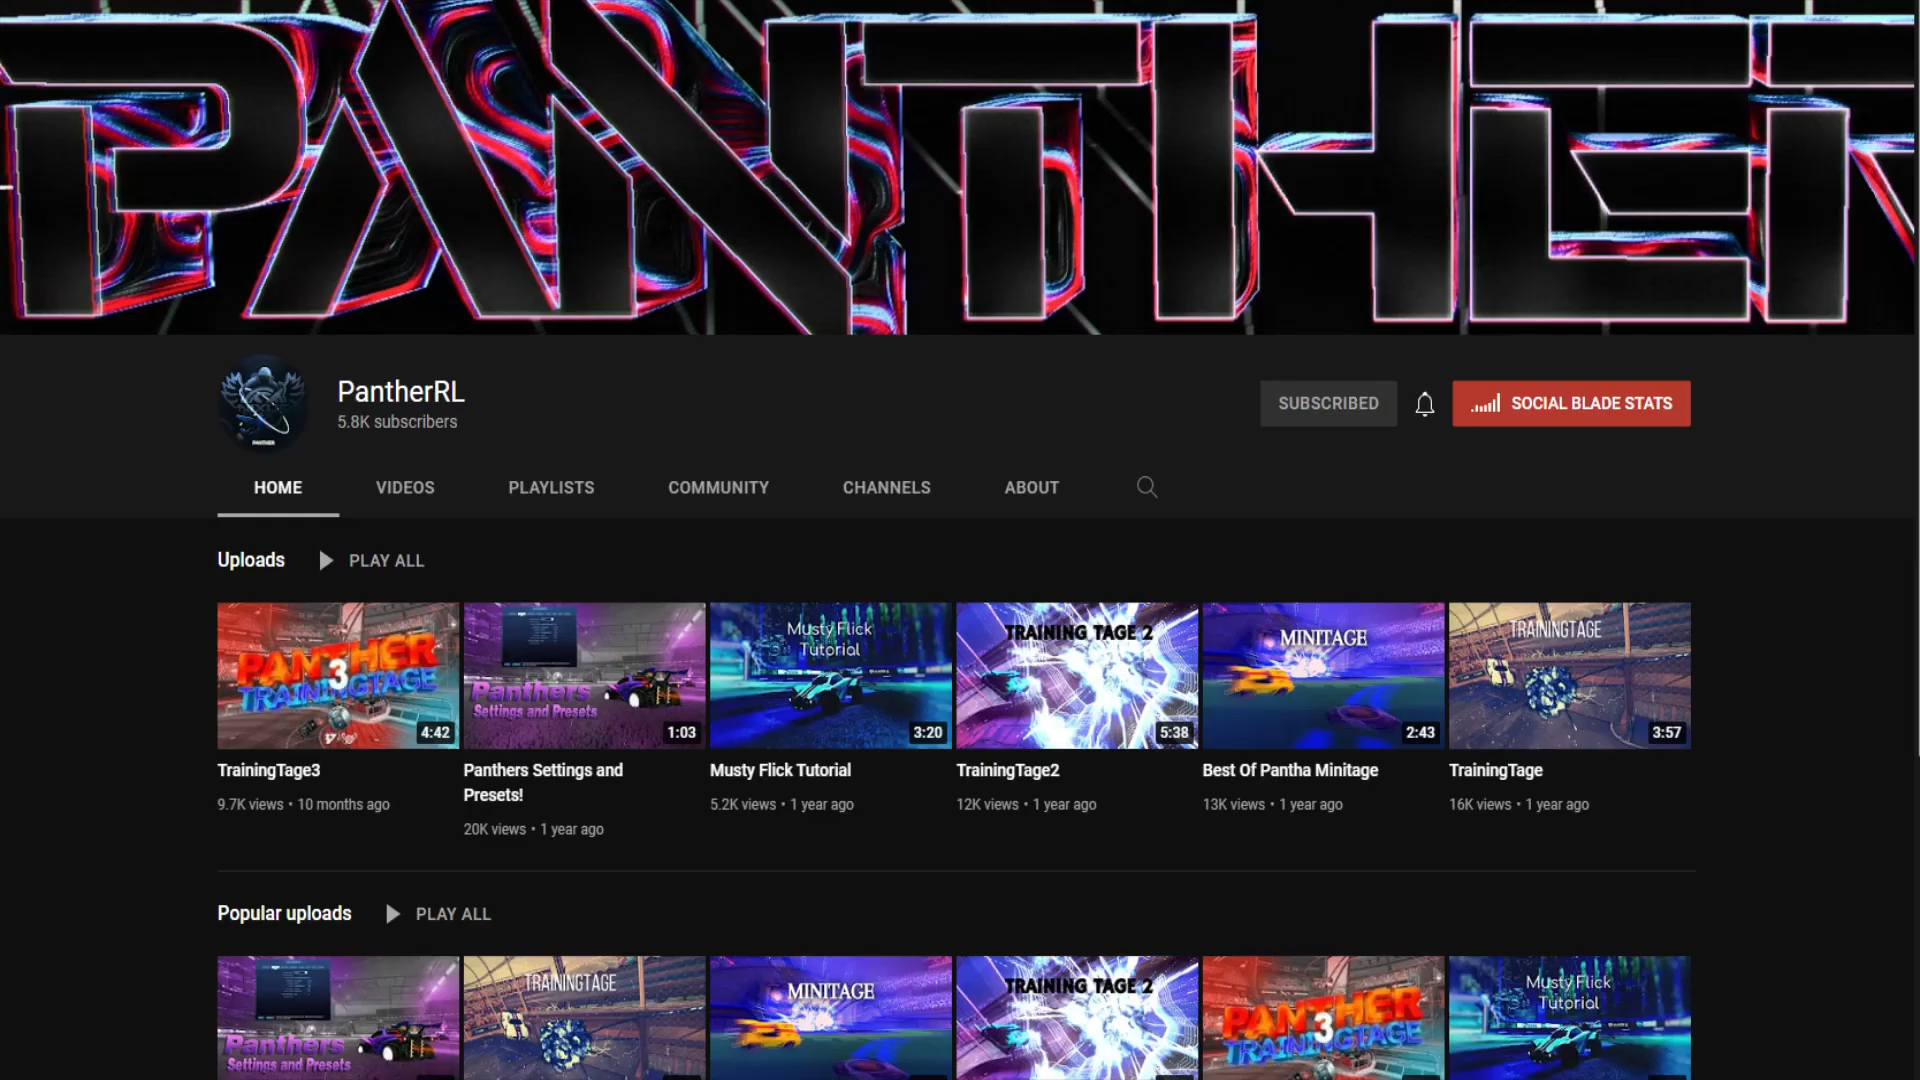 PANTHER
PantherRL
5.8K subscribers
SUBSCRIBED
SOCIAL BLADE STATS
HOME
VIDEOS
PLAYLISTS
COMMUNITY
CHANNELS
ABOUT
Uploads
PLAY ALL
PANTHER
3
TRAININGTAGE
4:42
Panthers
Settings and Presets
1:03
Musty Flick
Tutorial
3:20
TRAINING TAGE 2
5:38
MINITAGE
2:43
TRAININGTAGE
3:57
TrainingTage3
9.7K views • 10 months ago
Panthers Settings and
Presets!
20K views • 1 year ago
Musty Flick Tutorial
5.2K views • 1 year ago
TrainingTage2
12K views • 1 year ago
Best Of Pantha Minitage
13K views • 1 year ago
TrainingTage
16K views • 1 year ago
Popular uploads
PLAY ALL
Panthers
Settings and Presets
TRAININGTAGE
MINITAGE
TRAINING TAGE 2
PANTHER
3
TRAININGTAGE
Musty Flick
Tutorial